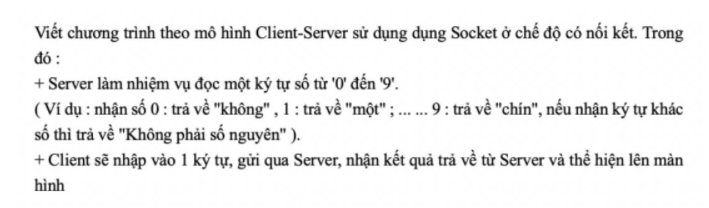 Viết chương trình theo mô hình Client-Server sử dụng dụng Socket ở chế độ có nối kết. Trong
đó :
+ Server làm nhiệm vụ đọc một ký tự số từ '0' đến '9'.
( Ví dụ : nhận số 0 : trả về "không" , 1 : trả về "một" ; ... ... 9 : trả về "chín", nếu nhận ký tự khác
số thì trả về "Không phải số nguyên" ).
+ Client sẽ nhập vào 1 ký tự, gửi qua Server, nhận kết quả trả về từ Server và thể hiện lên màn
hình